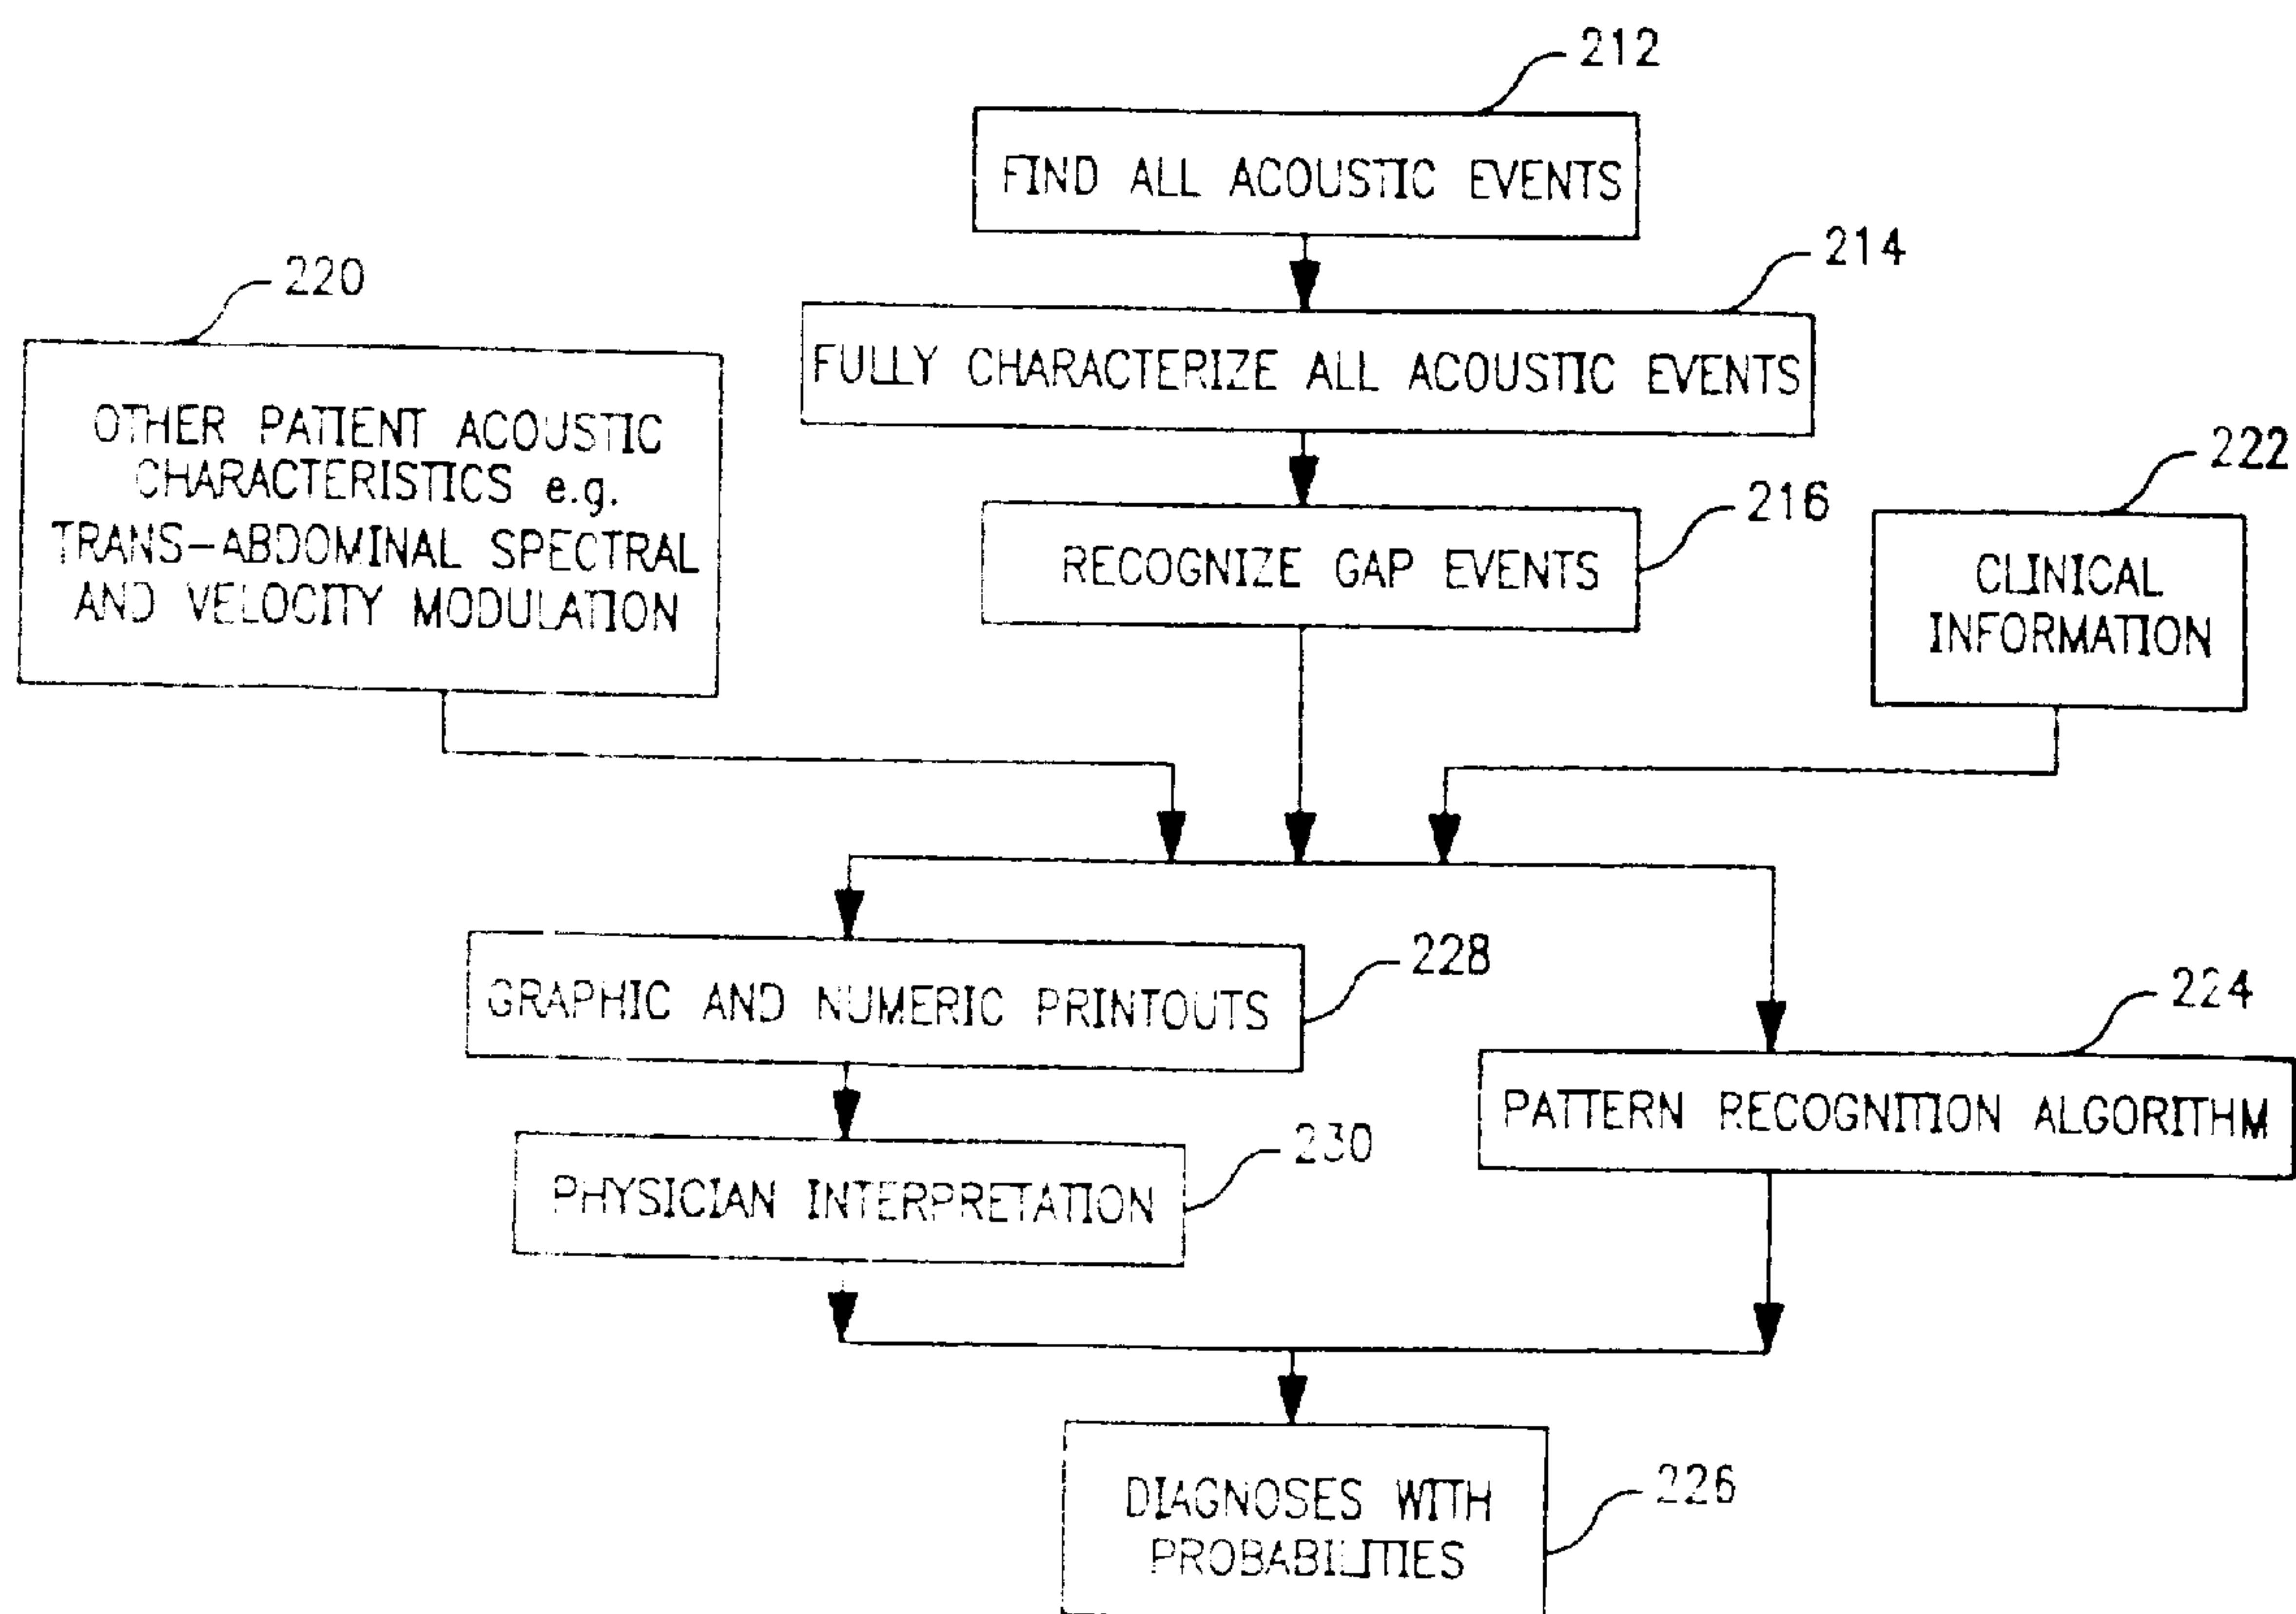 212
FIND ALL ACOUSTIC EVENTS
214
FULLY CHARACTERIZE ALL ACOUSTIC EVENTS
220
OTHER PATIENT ACOUSTIC
CHARACTERISTICS e.g.
TRANS-ABDOMINAL SPECTRAL
AND VELOCITY MODULATION
216
RECOGNIZE GAP EVENTS
222
CLINICAL
INFORMATION
228
GRAPHIC AND NUMERIC PRINTOUTS
224
PATTERN RECOGNITION ALGORITHM
230
PHYSICIAN INTERPRETATION
226
DIAGNOSES WITH
PROBABILITIES